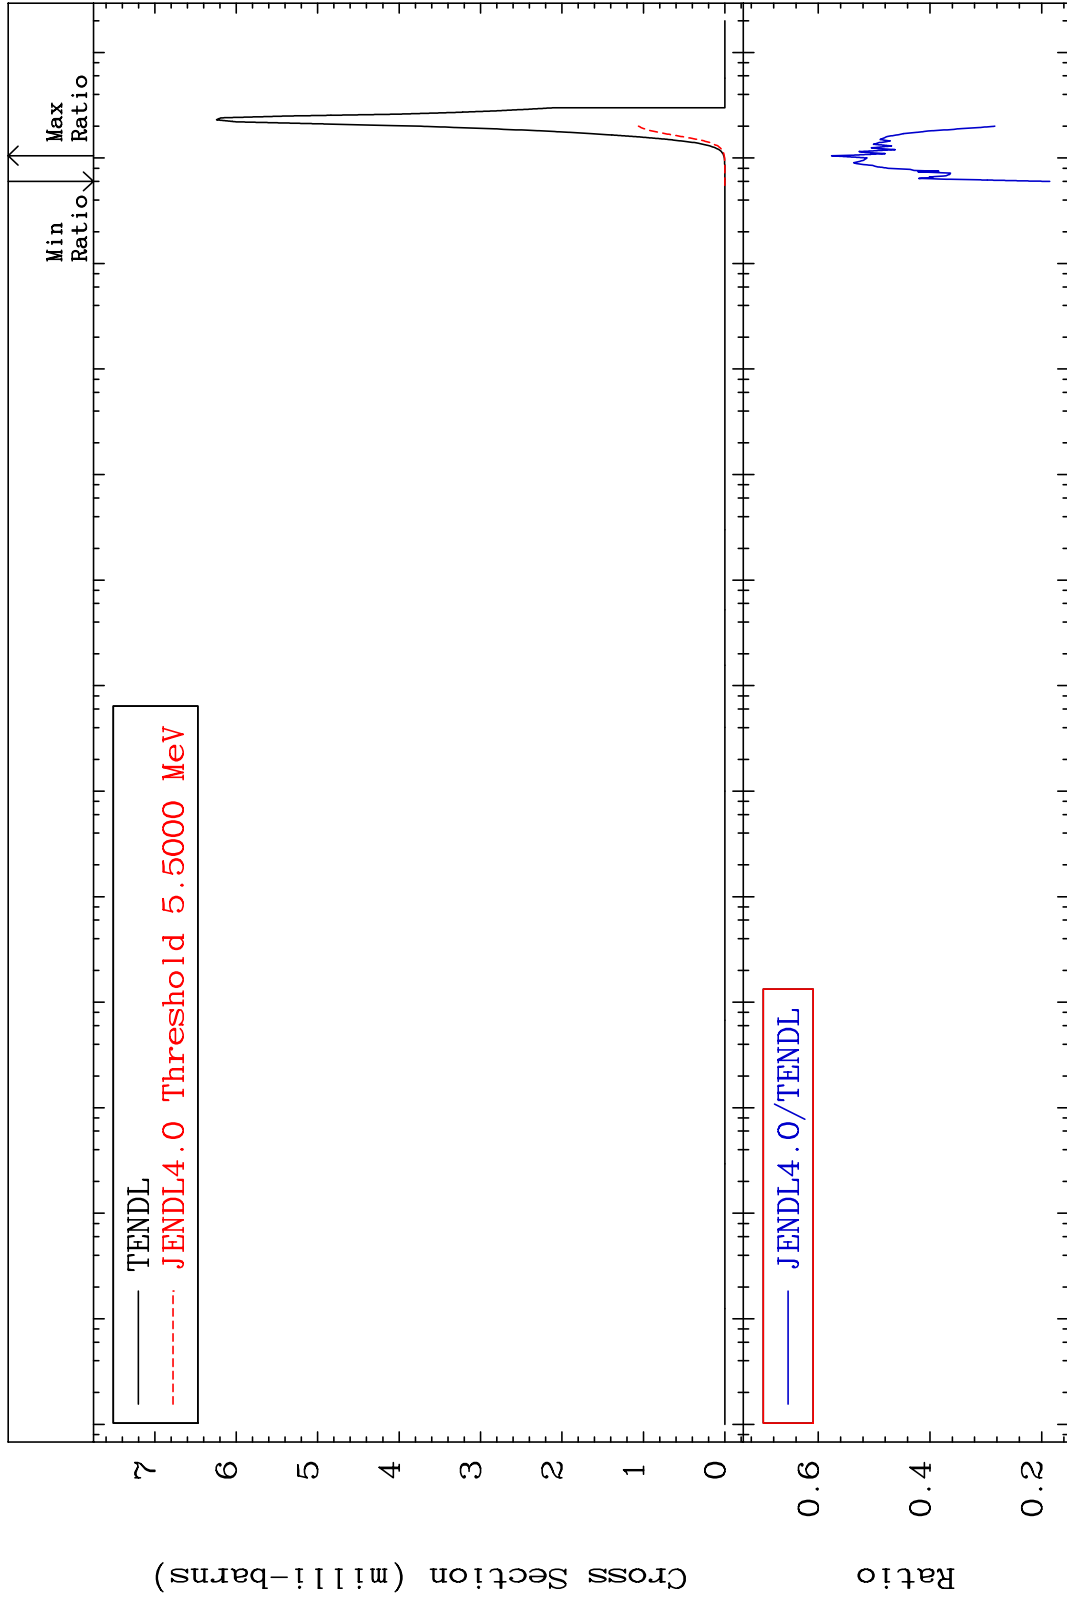 Min
Ratio
Max
Ratio
TENDL
JENDL4.0 Threshold 5.5000 MeV
7
6
5
4
3
2
1
0
Cross Section (milli-barns)
JENDL4.0/TENDL
0.6
0.4
0.2
Ratio